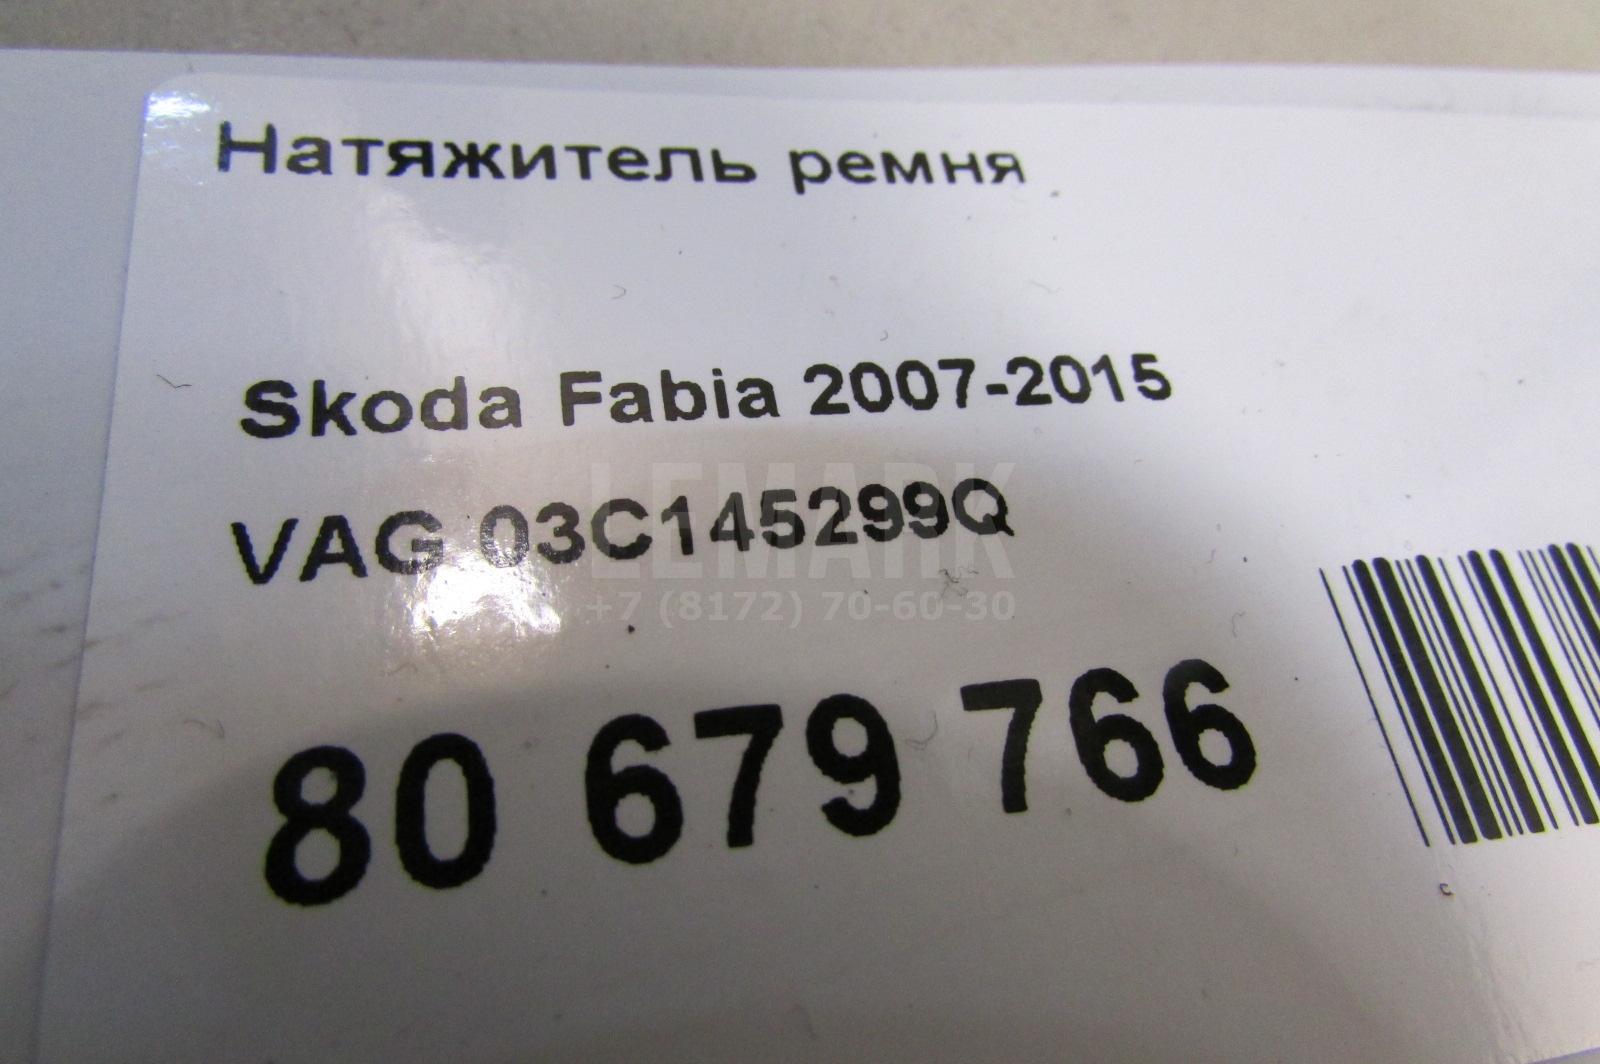 Натяжитель ремня
Skoda Fabia 2007-2015
VAG 03C145299Q
LEMARK
+7 (8172) 70-60-30
80 679 766
c